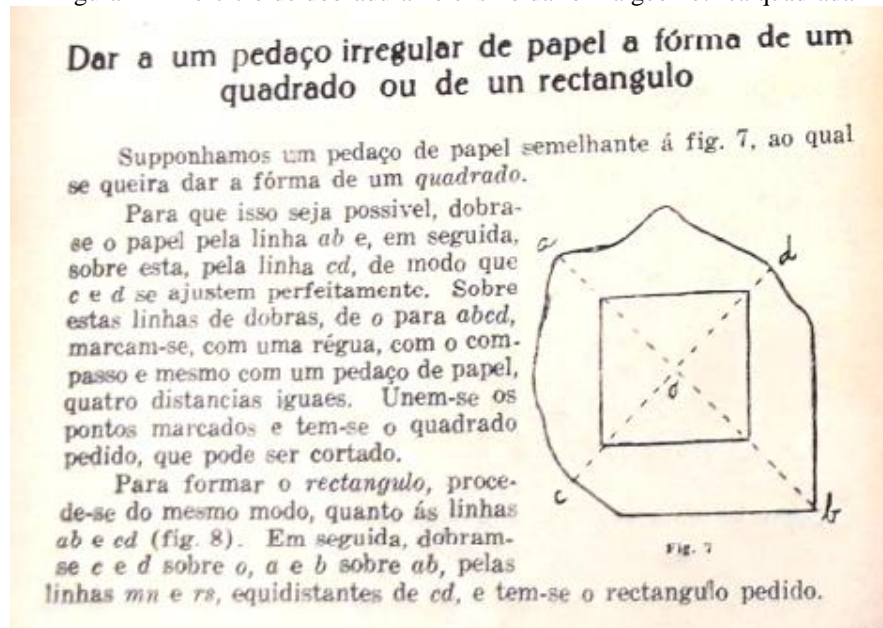 Dar a um pedaço irregular de papel a fórma de um
quadrado ou de un rectangulo
Supponhamos um pedaço de papel semelhante á fig. 7, ao qual
se queira dar a fórma de um quadrado.
Para que isso seja possivel, dobra-
se o papel pela linha ab e, em seguida,
sobre esta, pela linha cd, de modo que
c e d se ajustem perfeitamente. Sobre
estas linhas de dobras, de o para abcd,
marcam-se, com uma régua, com o com-
passo e mesmo com um pedaço de papel,
quatro distancias iguaes. Unem-se os
pontos marcados e tem-se o quadrado
pedido, que pode ser cortado.
Para formar o rectangulo, proce-
de-se do mesmo modo, quanto ás linhas
ab e cd (fig. 8). Em seguida, dobram-
se c e d sobre o, a e b sobre ab, pelas
linhas mn e rs, equidistantes de cd, e tem-se o rectangulo pedido.
a
d
o
c
b
Fig. 7